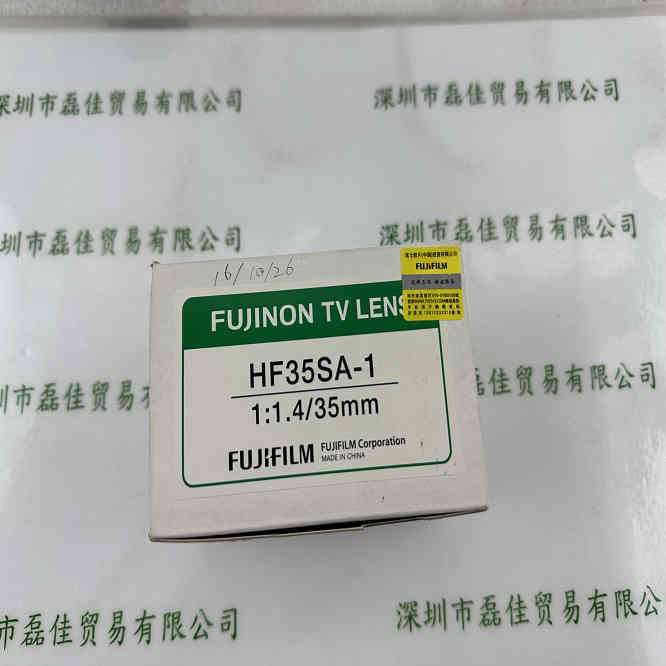 深圳市磊佳贸易有限公司
深圳市磊佳贸易有限公司
圳市磊佳贸易有限公司
深圳市磊佳贸易有限公司
16/10/26
FUJINON TV LENS
FUJIFILM
HF35SA-1
1:1.4/35mm
FUJIFILM
FUJIFILM Corporation
MADE IN CHINA
圳市磊佳贸易有限公司
市磊佳贸易有限公司
深圳市磊佳贸易有限公司